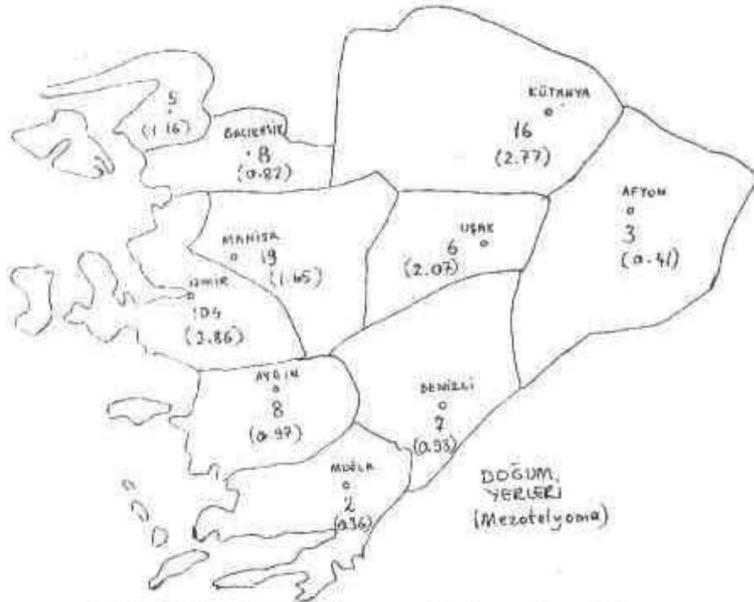 5
(1.16)
BALIKESİR
8
(0.82)
KÜTAHYA
16
(2.77)
AFYON
3
(0.41)
UŞAK
6
(2.07)
MANİSA
19
(1.65)
İZMİR
104
(3.86)
AYDIN
8
(0.97)
DENİZLİ
7
(0.93)
MUĞLA
2
(0.36)
DOĞUM
YERLERİ
(Mezotelyoma)